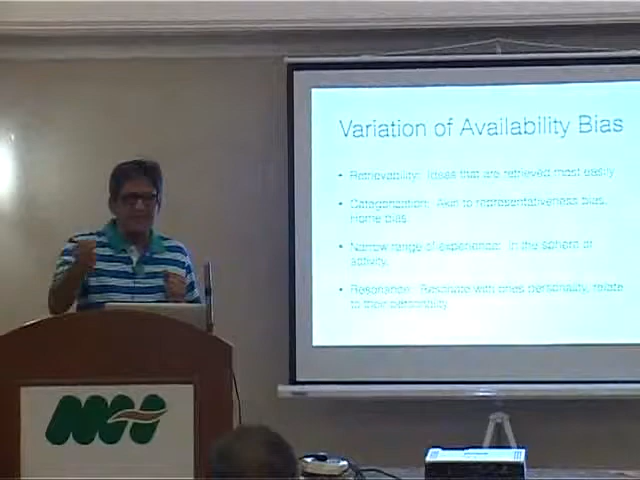 Variation of Availability Bias
• Retrievability: Ideas that are retrieved most easily
• Categorization: Akin to representativeness bias.
Home bias
• Narrow range of experience: In the sphere of
activity.
• Resonance: Resonate with ones personality, relate
to their personality